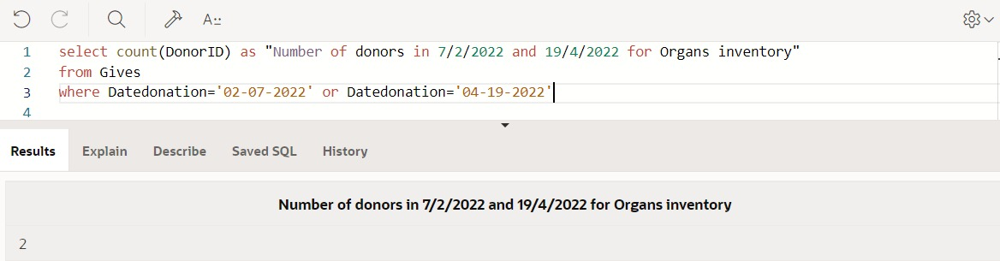 A::
1 select count(DonorID) as "Number of donors in 7/2/2022 and 19/4/2022 for Organs inventory"
2 from Gives
3 where Datedonation='02-07-2022' or Datedonation='04-19-2022'
4
Results Explain Describe Saved SQL History
Number of donors in 7/2/2022 and 19/4/2022 for Organs inventory
2